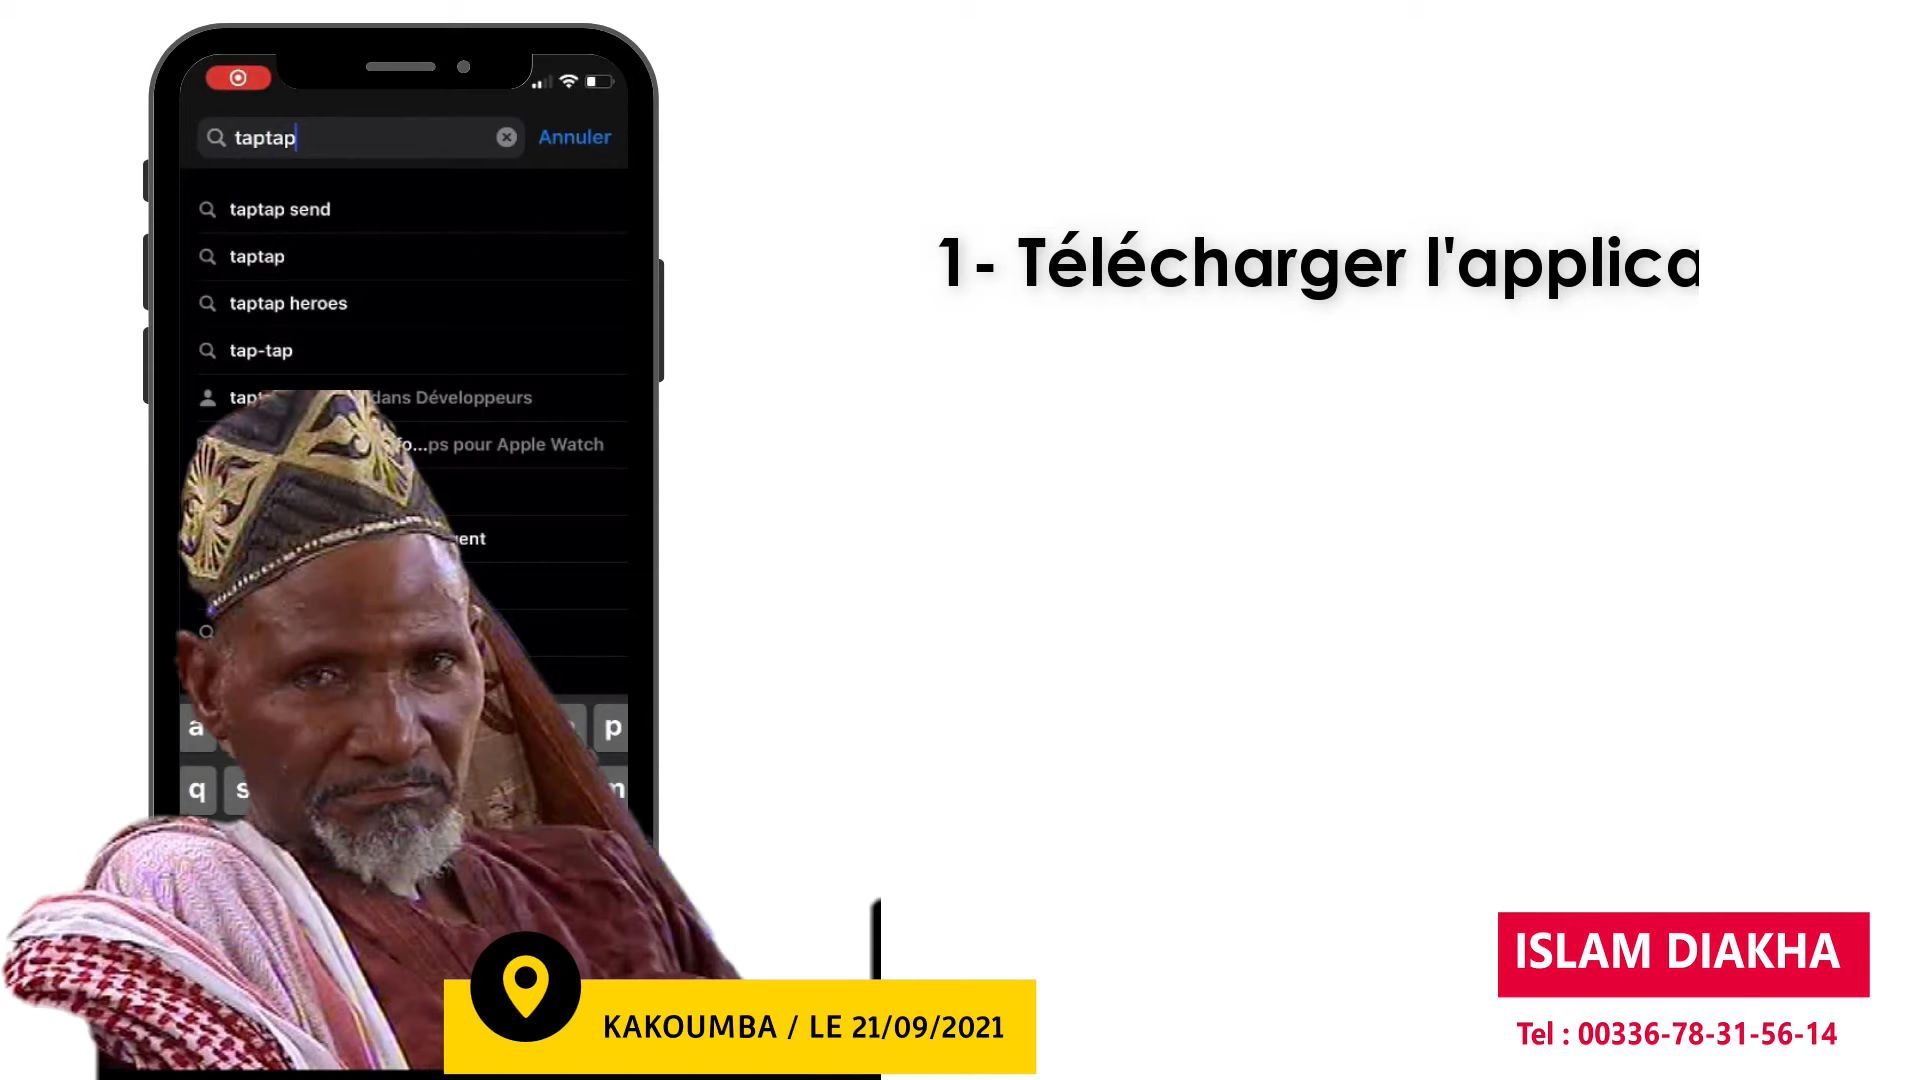 taptap
Annuler
taptap send
taptap
taptap heroes
tap-tap
dans Développeurs
ps pour Apple Watch
a
p
q
s
1- Télécharger l'applica
KAKOUMBA / LE 21/09/2021
ISLAM DIAKHA
Tel : 00336-78-31-56-14